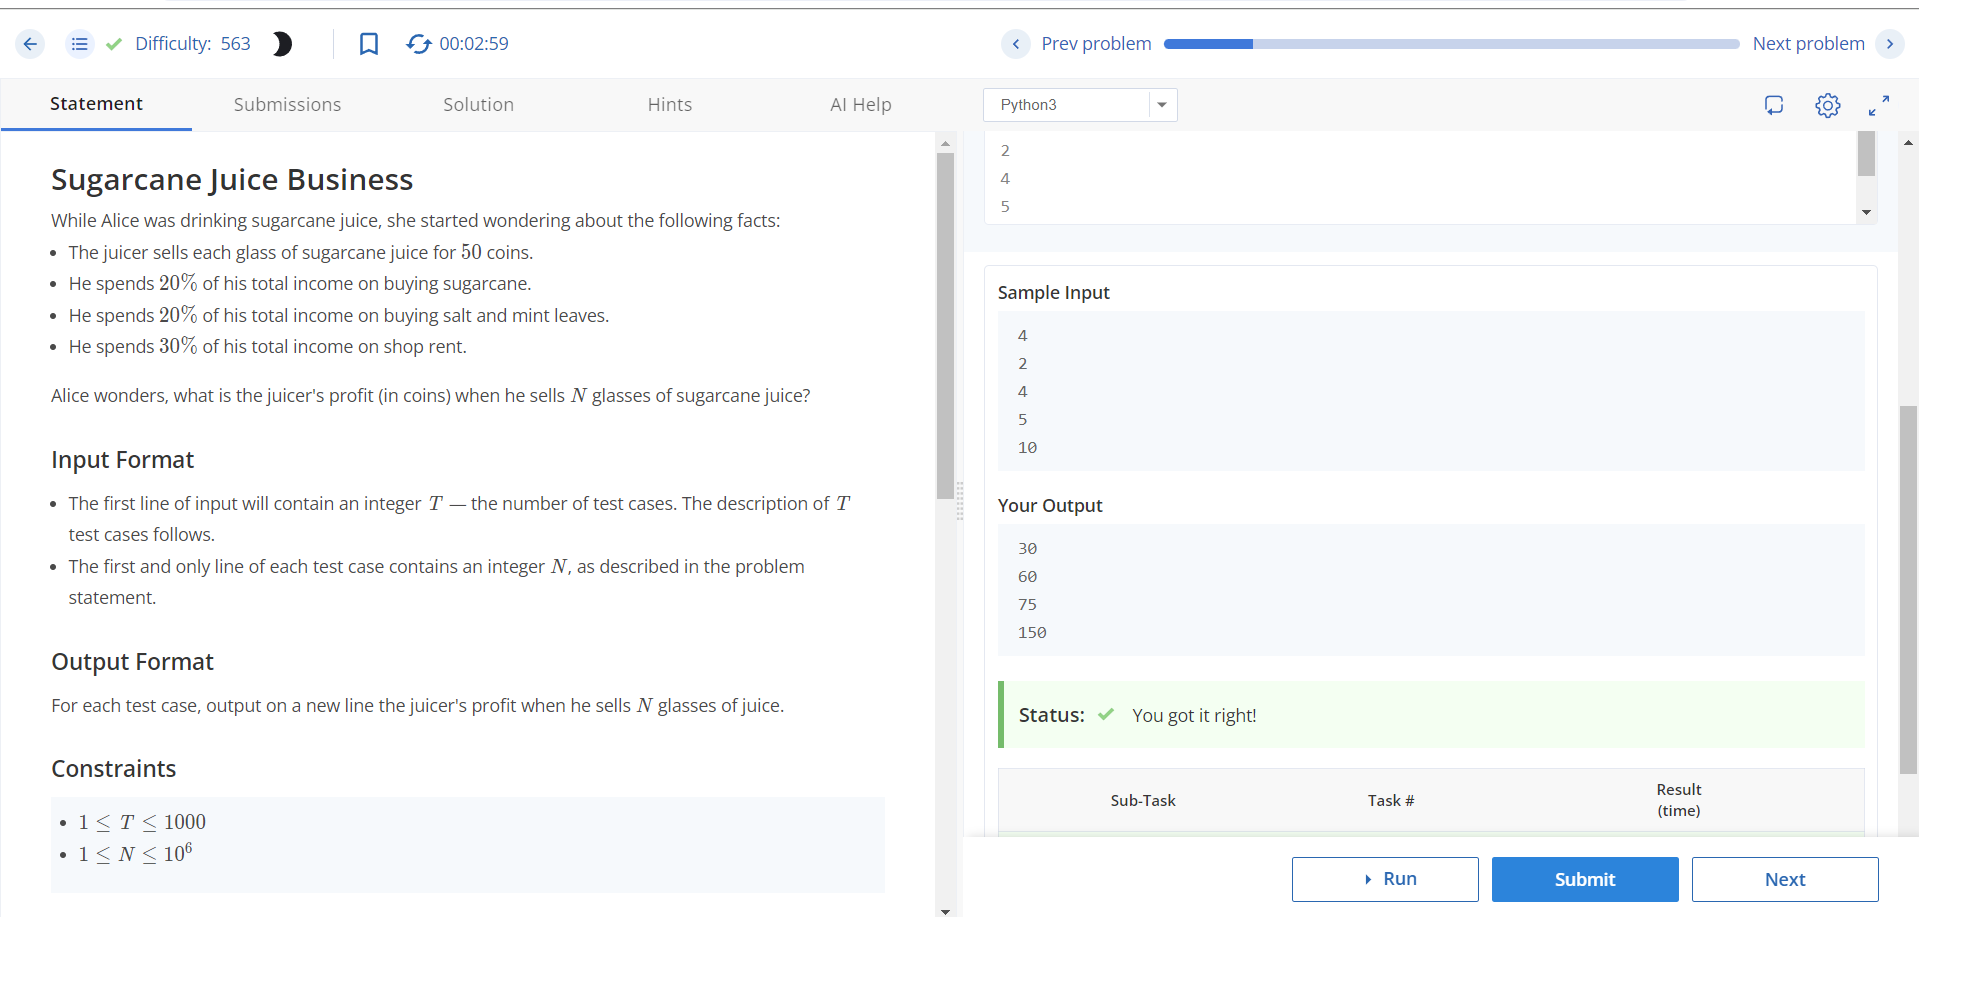 Difficulty: 563
00:02:59
Prev problem
Next problem
Statement
Submissions
Solution
Hints
AI Help
Sugarcane Juice Business
While Alice was drinking sugarcane juice, she started wondering about the following facts:
• The juicer sells each glass of sugarcane juice for 50 coins.
• He spends 20% of his total income on buying sugarcane.
• He spends 20% of his total income on buying salt and mint leaves.
• He spends 30% of his total income on shop rent.
Alice wonders, what is the juicer's profit (in coins) when he sells N glasses of sugarcane juice?
Input Format
• The first line of input will contain an integer T — the number of test cases. The description of T
test cases follows.
• The first and only line of each test case contains an integer N, as described in the problem
statement.
Output Format
For each test case, output on a new line the juicer's profit when he sells N glasses of juice.
Constraints
• 1 ≤ T ≤ 1000
• 1 ≤ N ≤ 10⁶
Python3
2
4
5
Sample Input
4
2
4
5
10
Your Output
30
60
75
150
Status: You got it right!
Sub-Task
Task #
Result
(time)
Run
Submit
Next